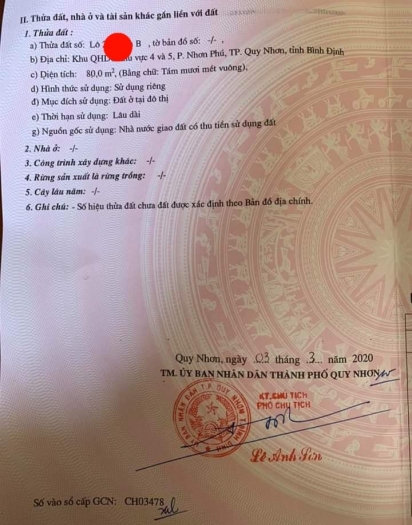 II. Thửa đất, nhà ở và tài sản khác gắn liền với đất
1. Thửa đất:
a) Thửa đất số: Lô B , tờ bản đồ số: -/- ,
b) Địa chỉ: Khu QHD vực 4 và 5, P. Nhơn Phú, TP. Quy Nhơn, tỉnh Bình Định
c) Diện tích: 80,0 m², (Bằng chữ: Tám mươi mét vuông),
d) Hình thức sử dụng: Sử dụng riêng
đ) Mục đích sử dụng: Đất ở tại đô thị
e) Thời hạn sử dụng: Lâu dài
g) Nguồn gốc sử dụng: Nhà nước giao đất có thu tiền sử dụng đất
2. Nhà ở: -/-
3. Công trình xây dựng khác: -/-
4. Rừng sản xuất là rừng trồng: -/-
5. Cây lâu năm: -/-
6. Ghi chú: - Số hiệu thửa đất chưa đất được xác định theo Bản đồ địa chính.
Quy Nhơn, ngày 03 tháng 3 năm 2020
TM. ỦY BAN NHÂN DÂN THÀNH PHỐ QUY NHƠN
KT.CHỦ TỊCH
PHÓ CHỦ TỊCH
Số vào sổ cấp GCN: CH03478